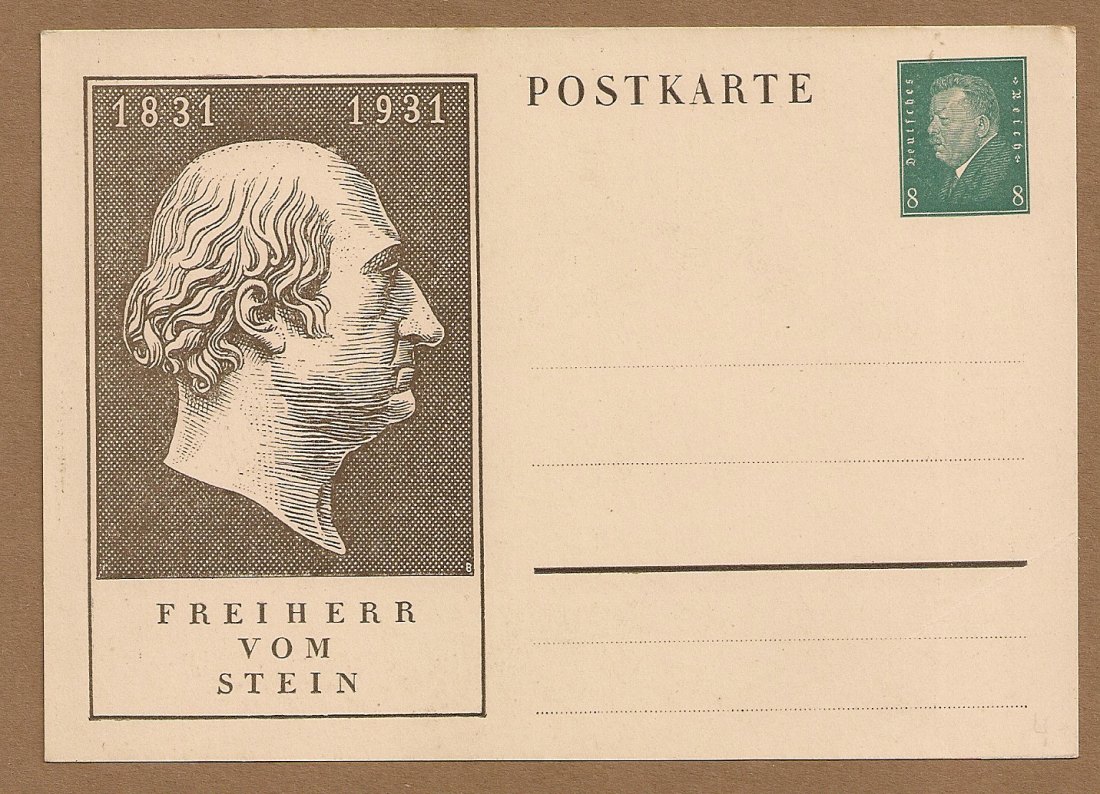 1831 1931
FREIHERR
VOM
STEIN
B
POSTKARTE
Deutsches
Reich
8 8